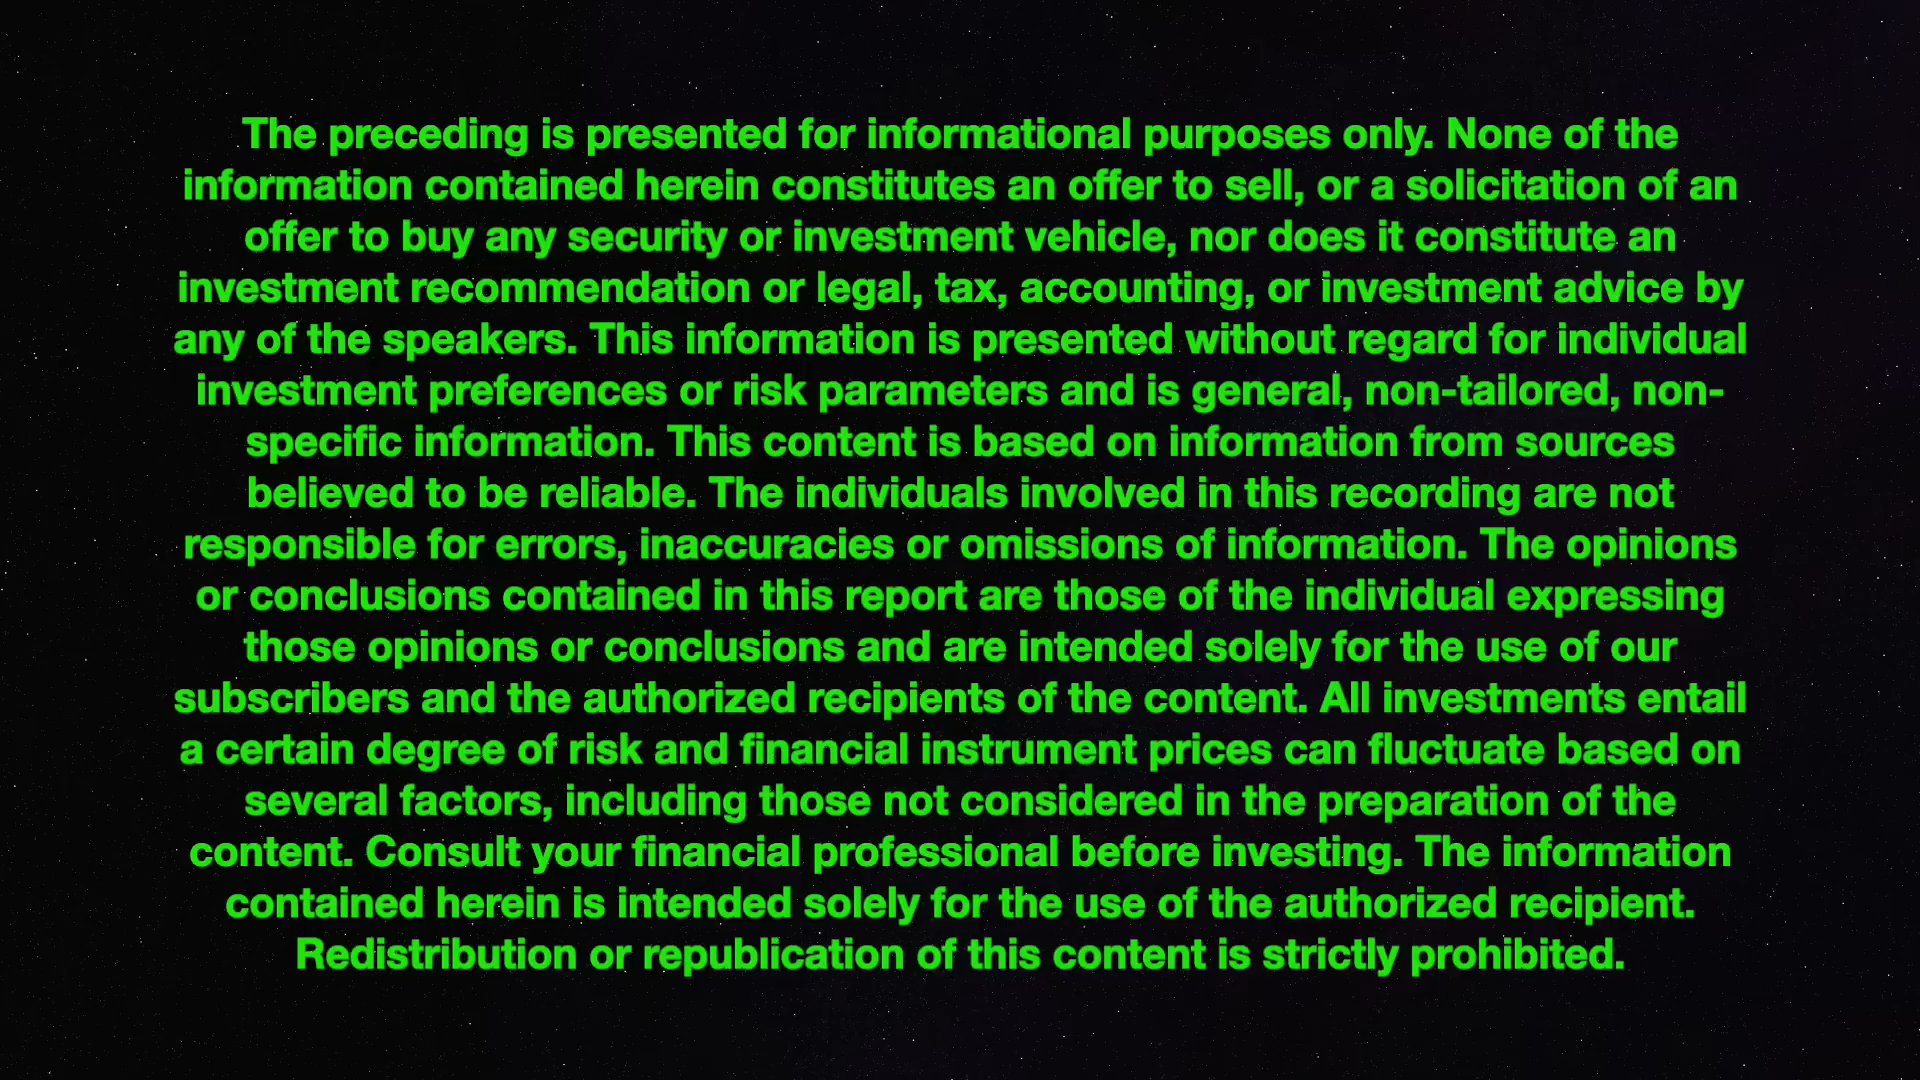 The preceding is presented for informational purposes only. None of the
information contained herein constitutes an offer to sell, or a solicitation of an
offer to buy any security or investment vehicle, nor does it constitute an
investment recommendation or legal, tax, accounting, or investment advice by
any of the speakers. This information is presented without regard for individual
investment preferences or risk parameters and is general, non-tailored, non-
specific information. This content is based on information from sources
believed to be reliable. The individuals involved in this recording are not
responsible for errors, inaccuracies or omissions of information. The opinions
or conclusions contained in this report are those of the individual expressing
those opinions or conclusions and are intended solely for the use of our
subscribers and the authorized recipients of the content. All investments entail
a certain degree of risk and financial instrument prices can fluctuate based on
several factors, including those not considered in the preparation of the
content. Consult your financial professional before investing. The information
contained herein is intended solely for the use of the authorized recipient.
Redistribution or republication of this content is strictly prohibited.